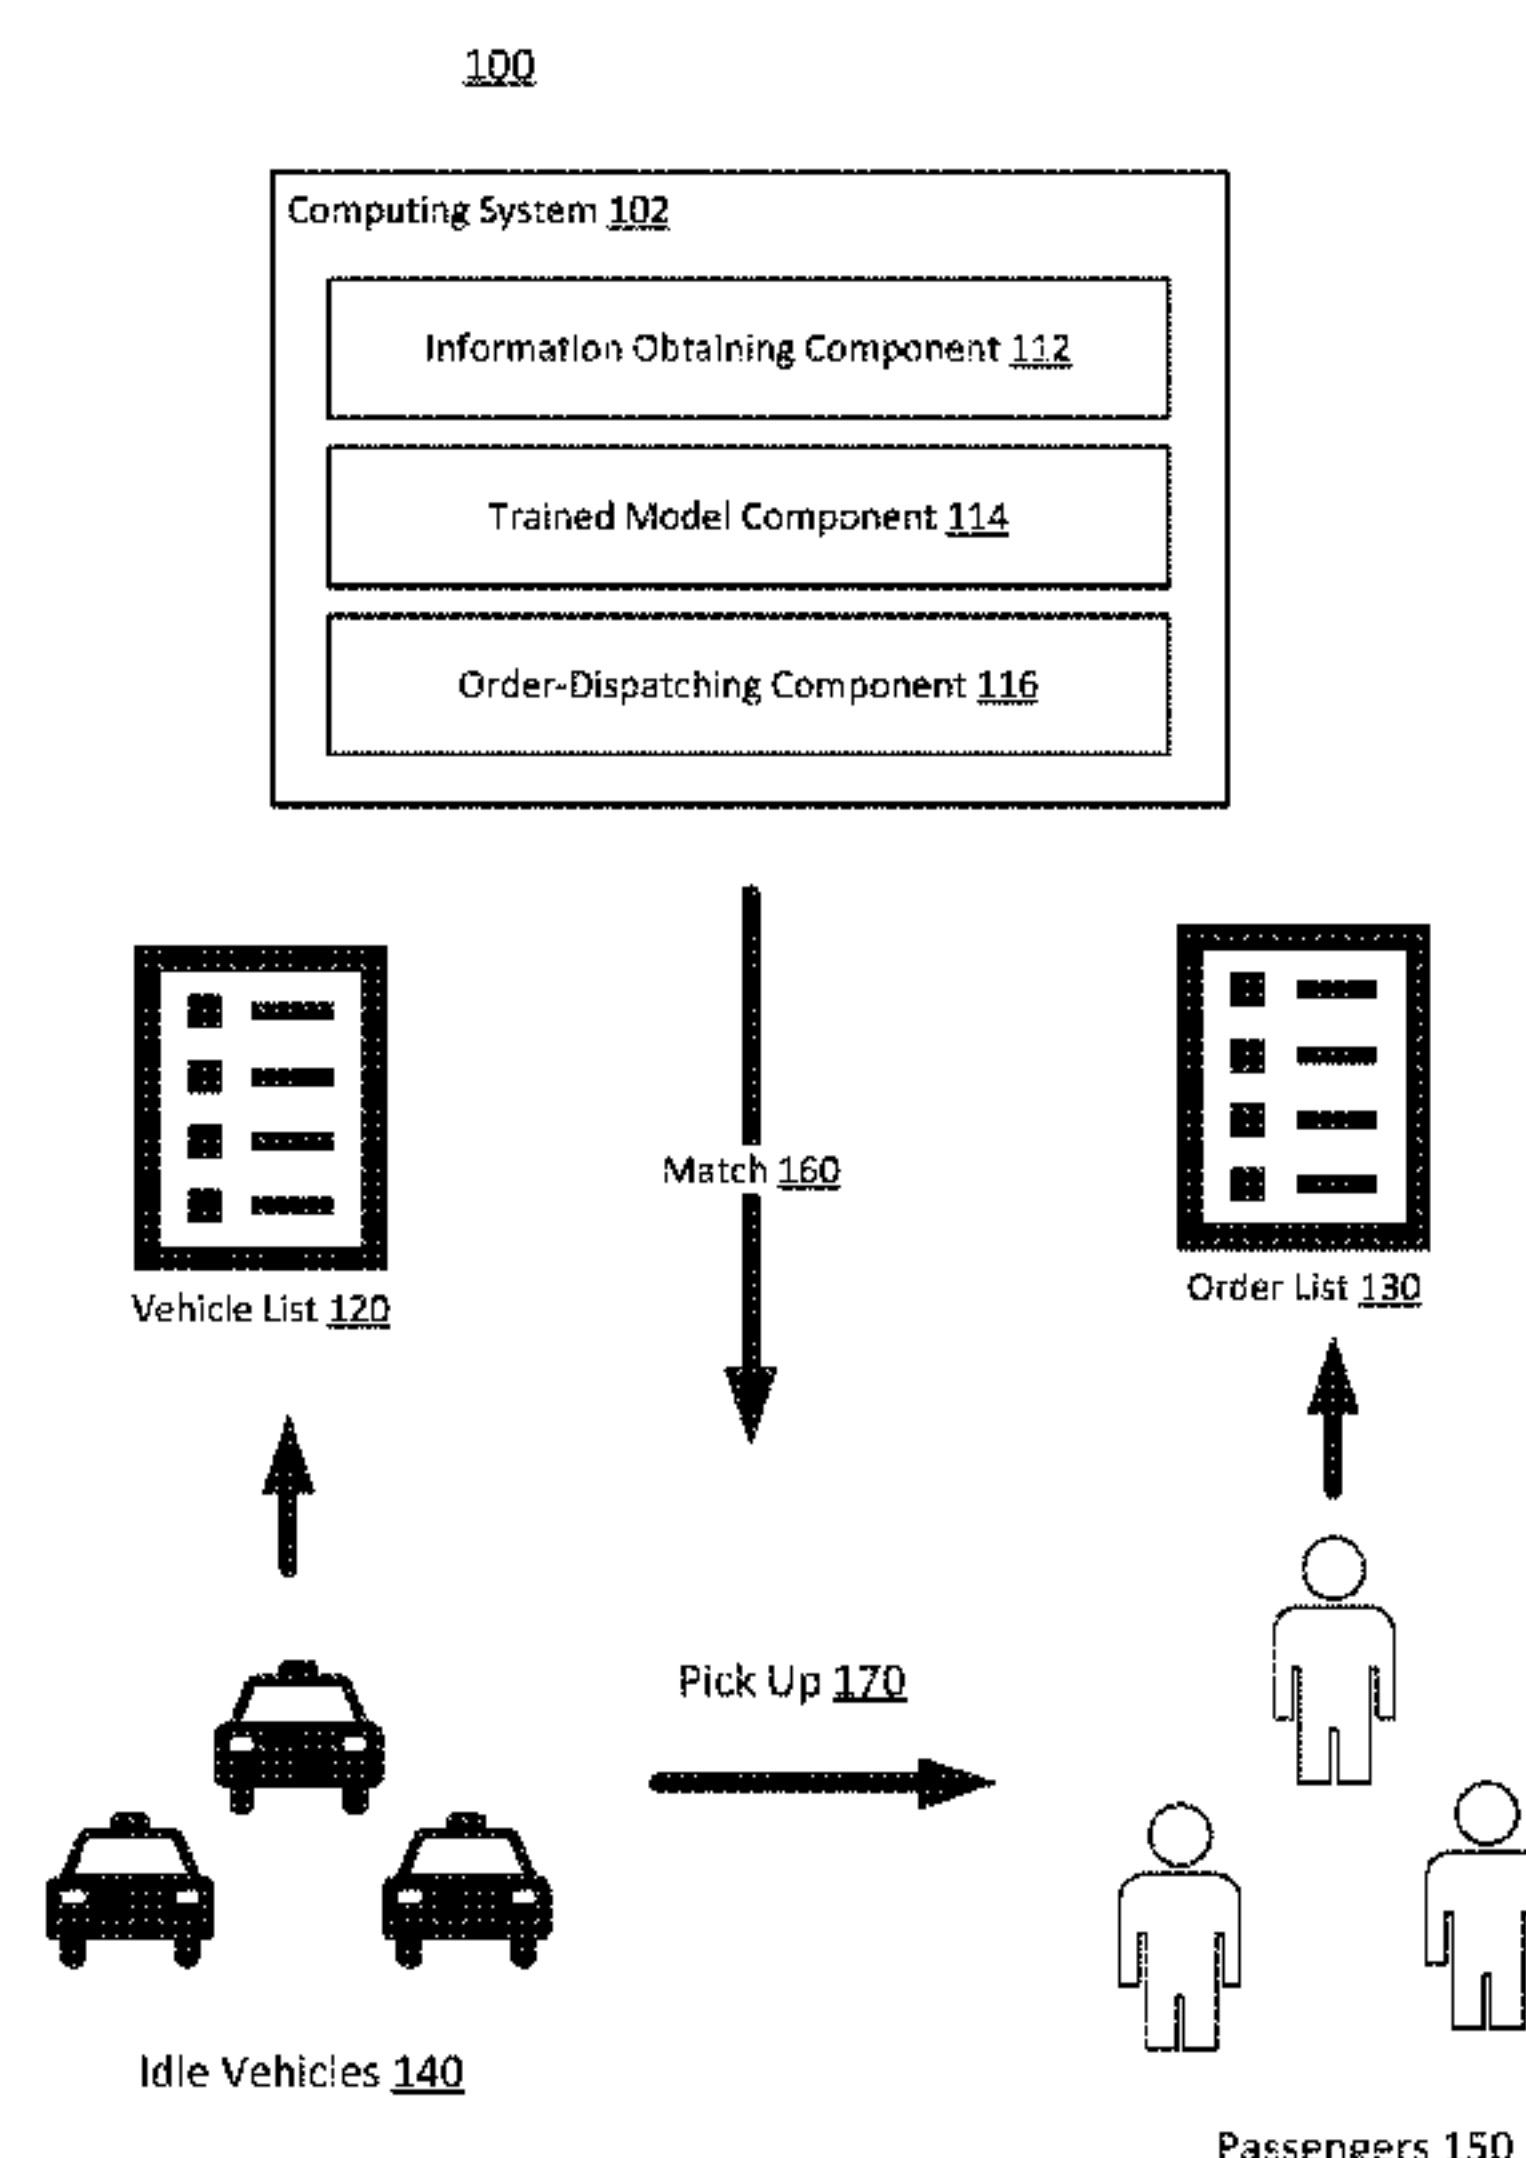 100
Computing System 102
Information Obtaining Component 112
Trained Model Component 114
Order-Dispatching Component 116
Match 160
Order List 130
Vehicle List 120
Pick Up 170
Idle Vehicles 140
Passengers 150